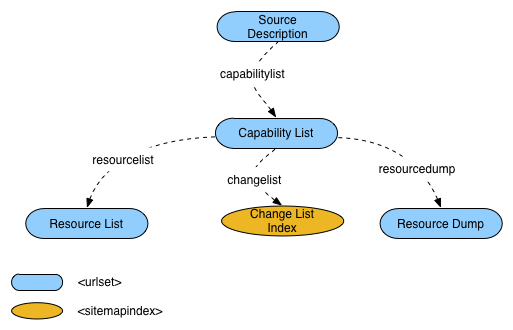 Source
Description
capabilitylist
Capability List
resourcelist
changelist
resourcedump
Resource List
Change List
Index
Resource Dump
<urlset>
<sitemapindex>